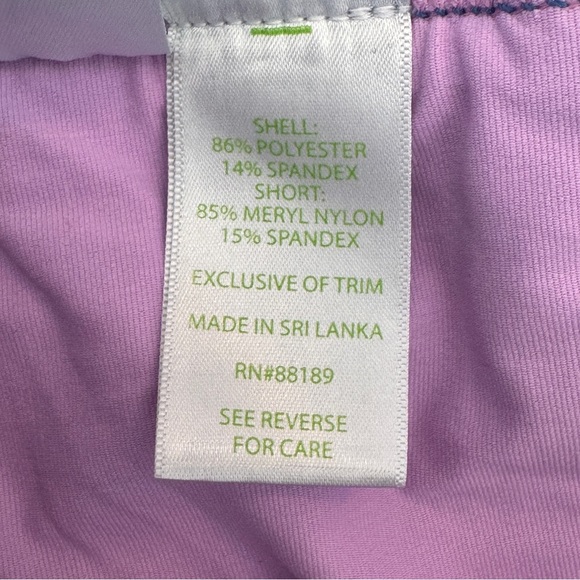 SHELL:
86% POLYESTER
14% SPANDEX
SHORT:
85% MERYL NYLON
15% SPANDEX
EXCLUSIVE OF TRIM
MADE IN SRI LANKA
RN#88189
SEE REVERSE
FOR CARE